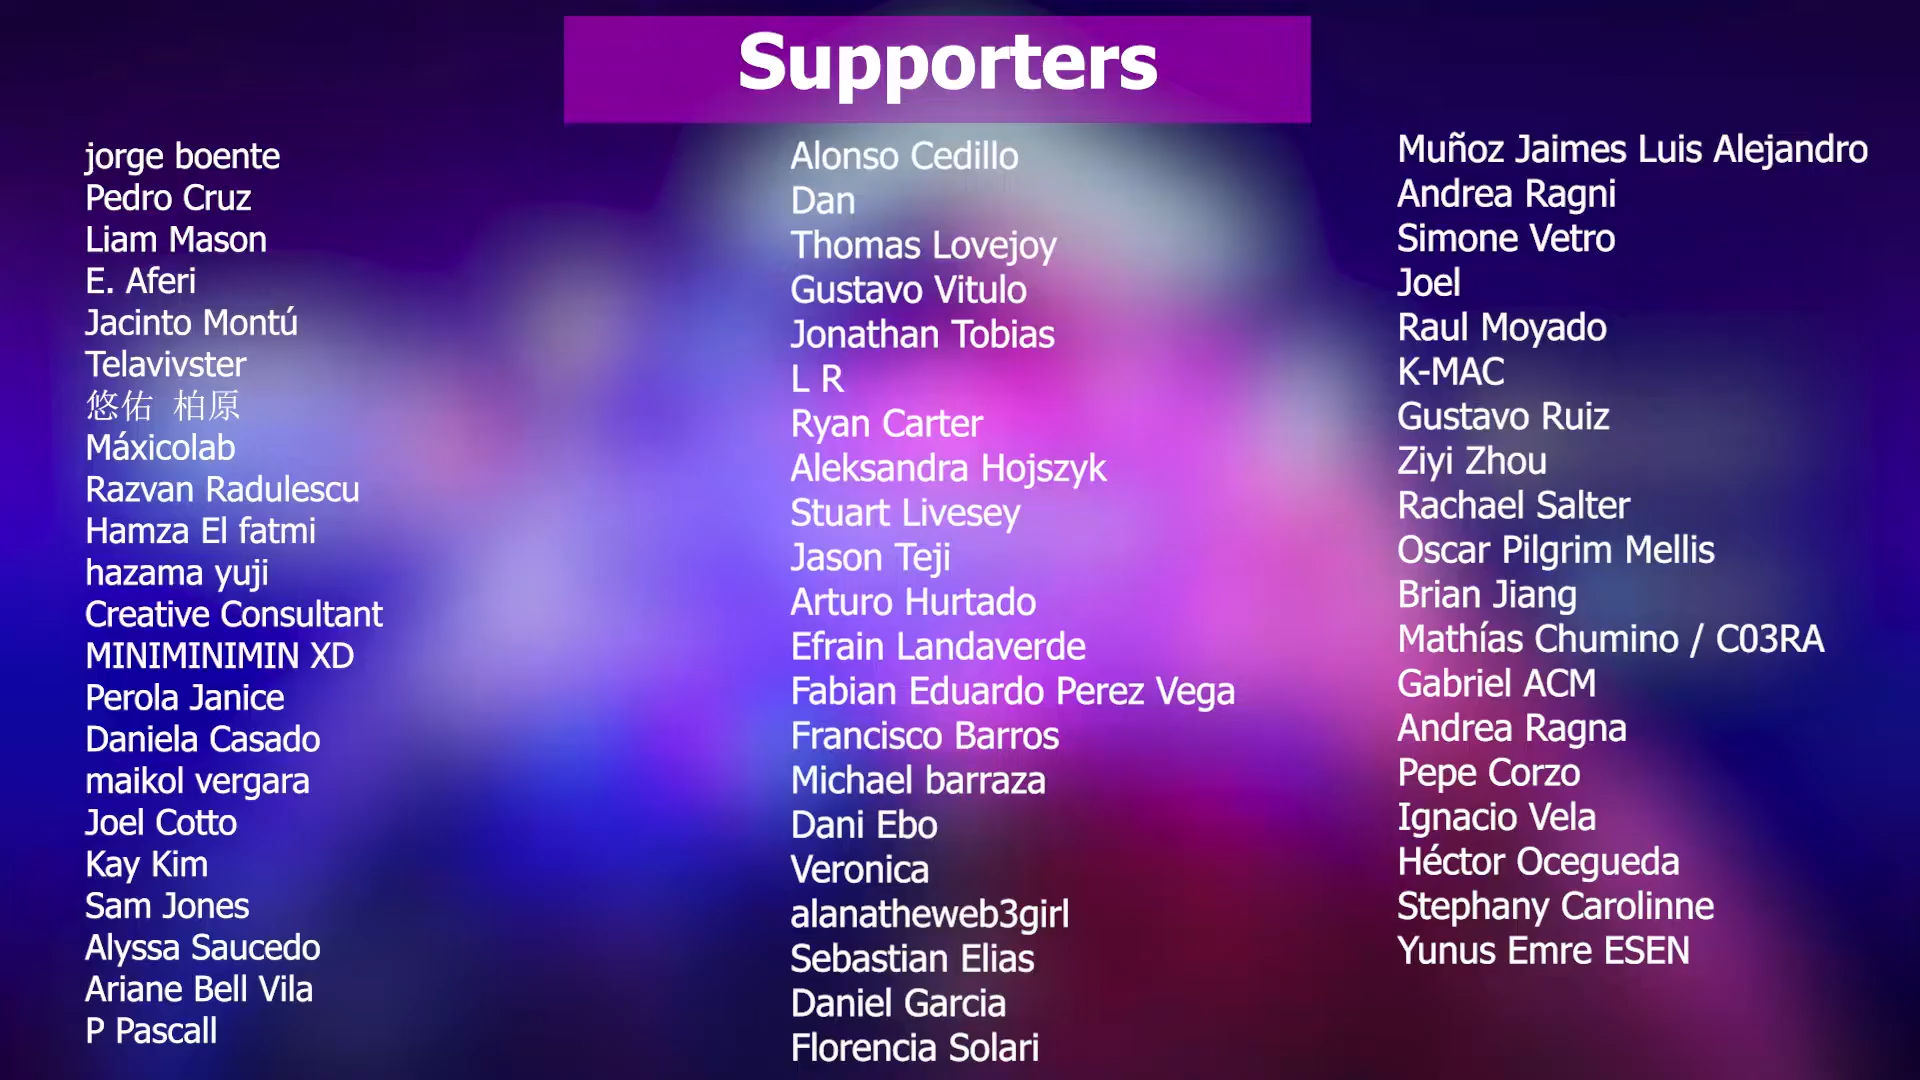 Supporters
jorge boente
Pedro Cruz
Liam Mason
E. Aferi
Jacinto Montú
Telavivster
悠佑 柏原
Máxicolab
Razvan Radulescu
Hamza El fatmi
hazama yuji
Creative Consultant
MINIMINIMIN XD
Perola Janice
Daniela Casado
maikol vergara
Joel Cotto
Kay Kim
Sam Jones
Alyssa Saucedo
Ariane Bell Vila
P Pascall
Alonso Cedillo
Dan
Thomas Lovejoy
Gustavo Vitulo
Jonathan Tobias
L R
Ryan Carter
Aleksandra Hojszyk
Stuart Livesey
Jason Teji
Arturo Hurtado
Efrain Landaverde
Fabian Eduardo Perez Vega
Francisco Barros
Michael barraza
Dani Ebo
Veronica
alanatheweb3girl
Sebastian Elias
Daniel Garcia
Florencia Solari
Muñoz Jaimes Luis Alejandro
Andrea Ragni
Simone Vetro
Joel
Raul Moyado
K-MAC
Gustavo Ruiz
Ziyi Zhou
Rachael Salter
Oscar Pilgrim Mellis
Brian Jiang
Mathías Chumino / C03RA
Gabriel ACM
Andrea Ragna
Pepe Corzo
Ignacio Vela
Héctor Ocegueda
Stephany Carolinne
Yunus Emre ESEN